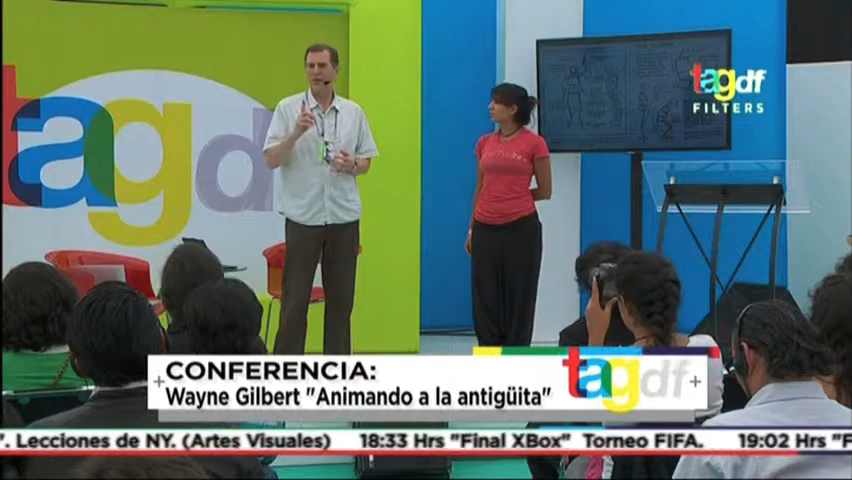 tagdf
FILTERS
tagd
CONFERENCIA:
Wayne Gilbert "Animando a la antigüita"
tagdf
". Lecciones de NY. (Artes Visuales) 18:33 Hrs "Final XBox" Torneo FIFA. 19:02 Hrs "F